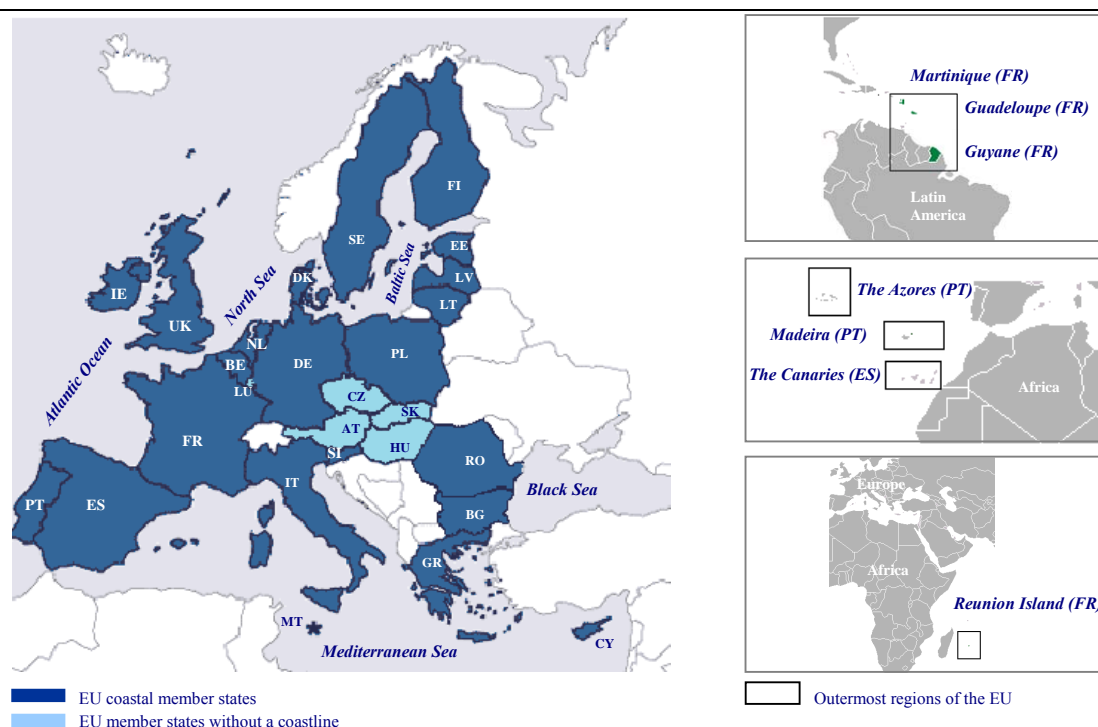 FI
SE
EE
LV
LT
DK
North Sea
Baltic Sea
IE
UK
NL
BE
LU
DE
PL
Atlantic Ocean
CZ
SK
AT
HU
SI
FR
RO
IT
Black Sea
PT
ES
BG
GR
MT
CY
Mediterranean Sea
EU coastal member states
EU member states without a coastline
Martinique (FR)
Guadeloupe (FR)
Guyane (FR)
Latin
America
The Azores (PT)
Madeira (PT)
The Canaries (ES)
Africa
Europe
Africa
Reunion Island (FR)
Outermost regions of the EU